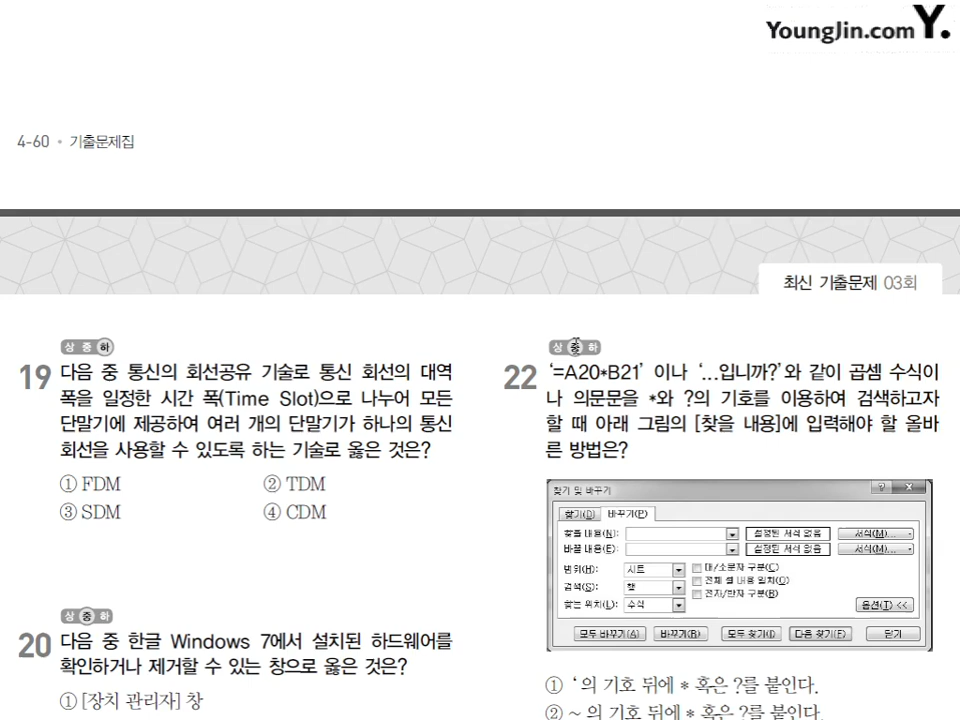 YoungJin.com Y.
4-60 • 기출문제집
최신 기출문제 03회
상 중 하
19 다음 중 통신의 회선공유 기술로 통신 회선의 대역
폭을 일정한 시간 폭(Time Slot)으로 나누어 모든
단말기에 제공하여 여러 개의 단말기가 하나의 통신
회선을 사용할 수 있도록 하는 기술로 옳은 것은?
① FDM ② TDM
③ SDM ④ CDM
상 중 하
20 다음 중 한글 Windows 7에서 설치된 하드웨어를
확인하거나 제거할 수 있는 창으로 옳은 것은?
① [장치 관리자] 창
상 중 하
22 ‘=A20*B21’ 이나 ‘...입니까?’와 같이 곱셈 수식이
나 의문문을 *와 ?의 기호를 이용하여 검색하고자
할 때 아래 그림의 [찾을 내용]에 입력해야 할 올바
른 방법은?
찾기 및 바꾸기
찾기(D) 바꾸기(P)
찾을 내용(N): 설정된 서식 없음 서식(M)...
바꿀 내용(E): 설정된 서식 없음 서식(M)...
범위(H): 시트 대/소문자 구분(C)
전체 셀 내용 일치(O)
검색(S): 행 전자/반자 구분(B)
찾는 위치(L): 수식 옵션(T) <<
모두 바꾸기(A) 바꾸기(R) 모두 찾기(I) 다음 찾기(F) 닫기
① ‘의 기호 뒤에 * 혹은 ?를 붙인다.
② ~ 의 기호 뒤에 * 혹은 ?를 붙인다.